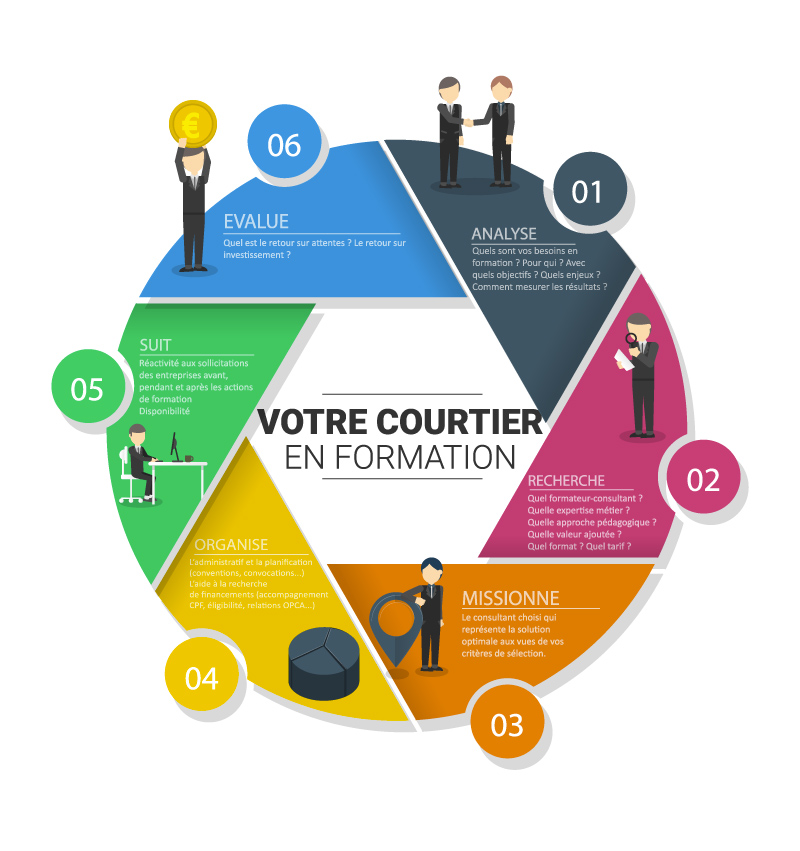 VOTRE COURTIER
EN FORMATION
01
ANALYSE
Quels sont vos besoins en
formation ? Pour qui ? Avec
quels objectifs ? Quels enjeux ?
Comment mesurer les résultats ?
02
RECHERCHE
Quel formateur-consultant ?
Quelle expertise métier ?
Quelle approche pédagogique ?
Quelle valeur ajoutée ?
Quel format ? Quel tarif ?
03
MISSIONNE
Le consultant choisi qui
représente la solution
optimale aux vues de vos
critères de sélection.
04
ORGANISE
L'administratif et la planification
(conventions, convocations...)
L'aide à la recherche
de financements (accompagnement
CPF, éligibilité, relations OPCA...)
05
SUIT
Réactivité aux sollicitations
des entreprises avant,
pendant et après les actions
de formation
Disponibilité
06
EVALUE
Quel est le retour sur attentes ? Le retour sur
investissement ?
€